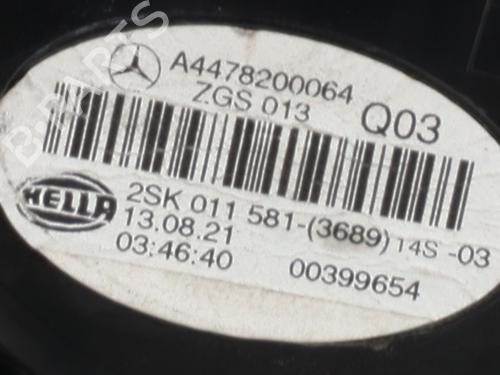 A4478200064
ZGS 013
Q03
HELLA
2SK 011 581-(3689)14S -03
13.08.21
03:46:40
00399654
B-PARTS